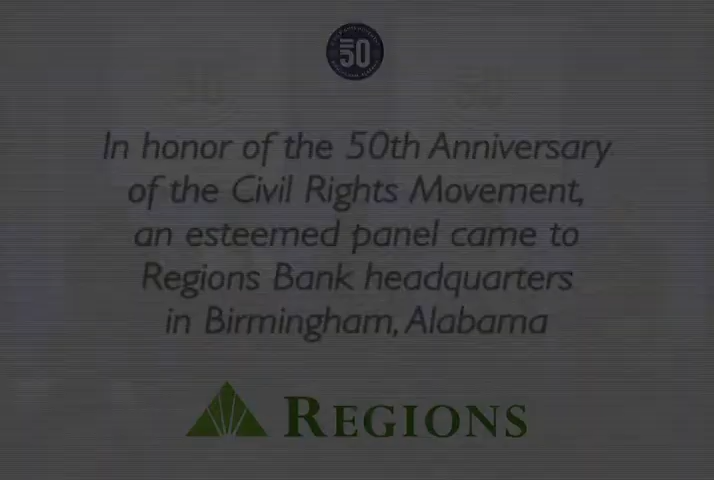 50
In honor of the 50th Anniversary
of the Civil Rights Movement,
an esteemed panel came to
Regions Bank headquarters
in Birmingham, Alabama
REGIONS